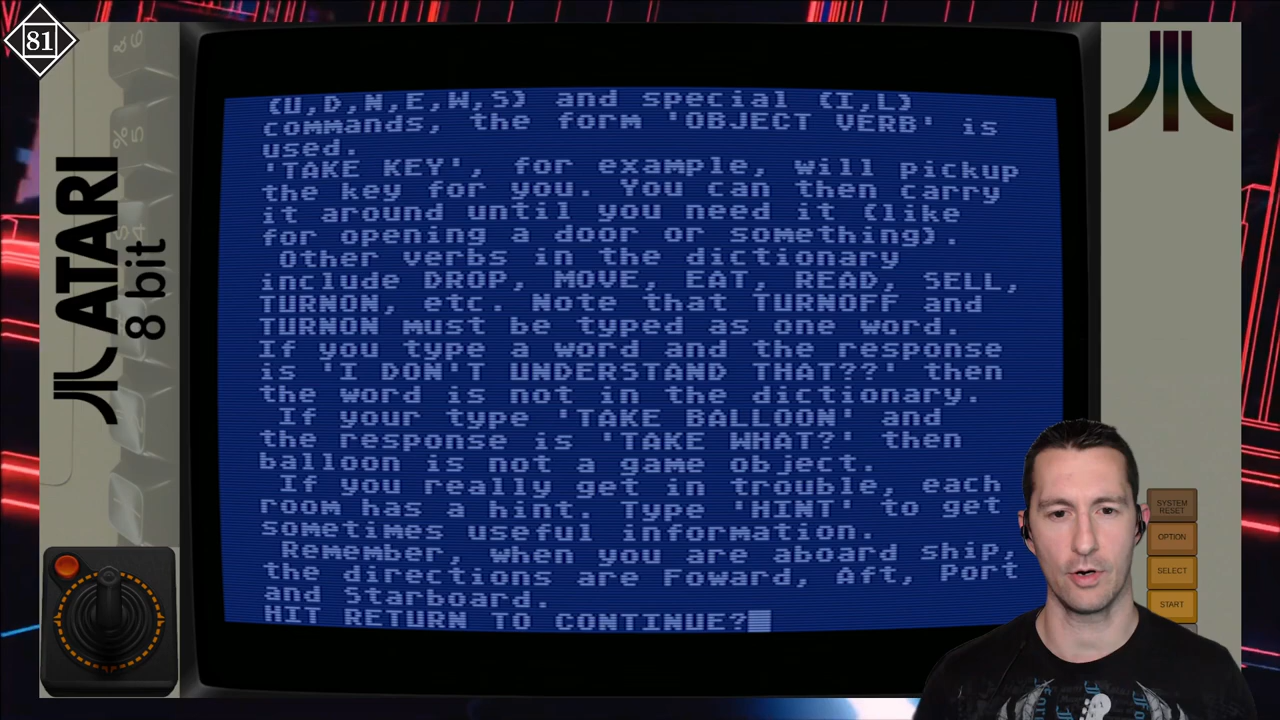 81
ATARI
8 bit
(U,D,N,E,W,S) and special (I,L)
commands, the form 'OBJECT VERB' is
used.
'TAKE KEY', for example, will pickup
the key for you. You can then carry
it around until you need it (like
for opening a door or something).
Other verbs in the dictionary
include DROP, MOVE, EAT, READ, SELL,
TURNON, etc. Note that TURNOFF and
TURNON must be typed as one word.
If you type a word and the response
is 'I DON'T UNDERSTAND THAT??' then
the word is not in the dictionary.
If your type 'TAKE BALLOON' and
the response is 'TAKE WHAT?' then
balloon is not a game object.
If you really get in trouble, each
room has a hint. Type 'HINT' to get
sometimes useful information.
Remember, when you are aboard ship,
the directions are Foward, Aft, Port
and Starboard.
HIT RETURN TO CONTINUE?
SYSTEM
RESET
OPTION
SELECT
START